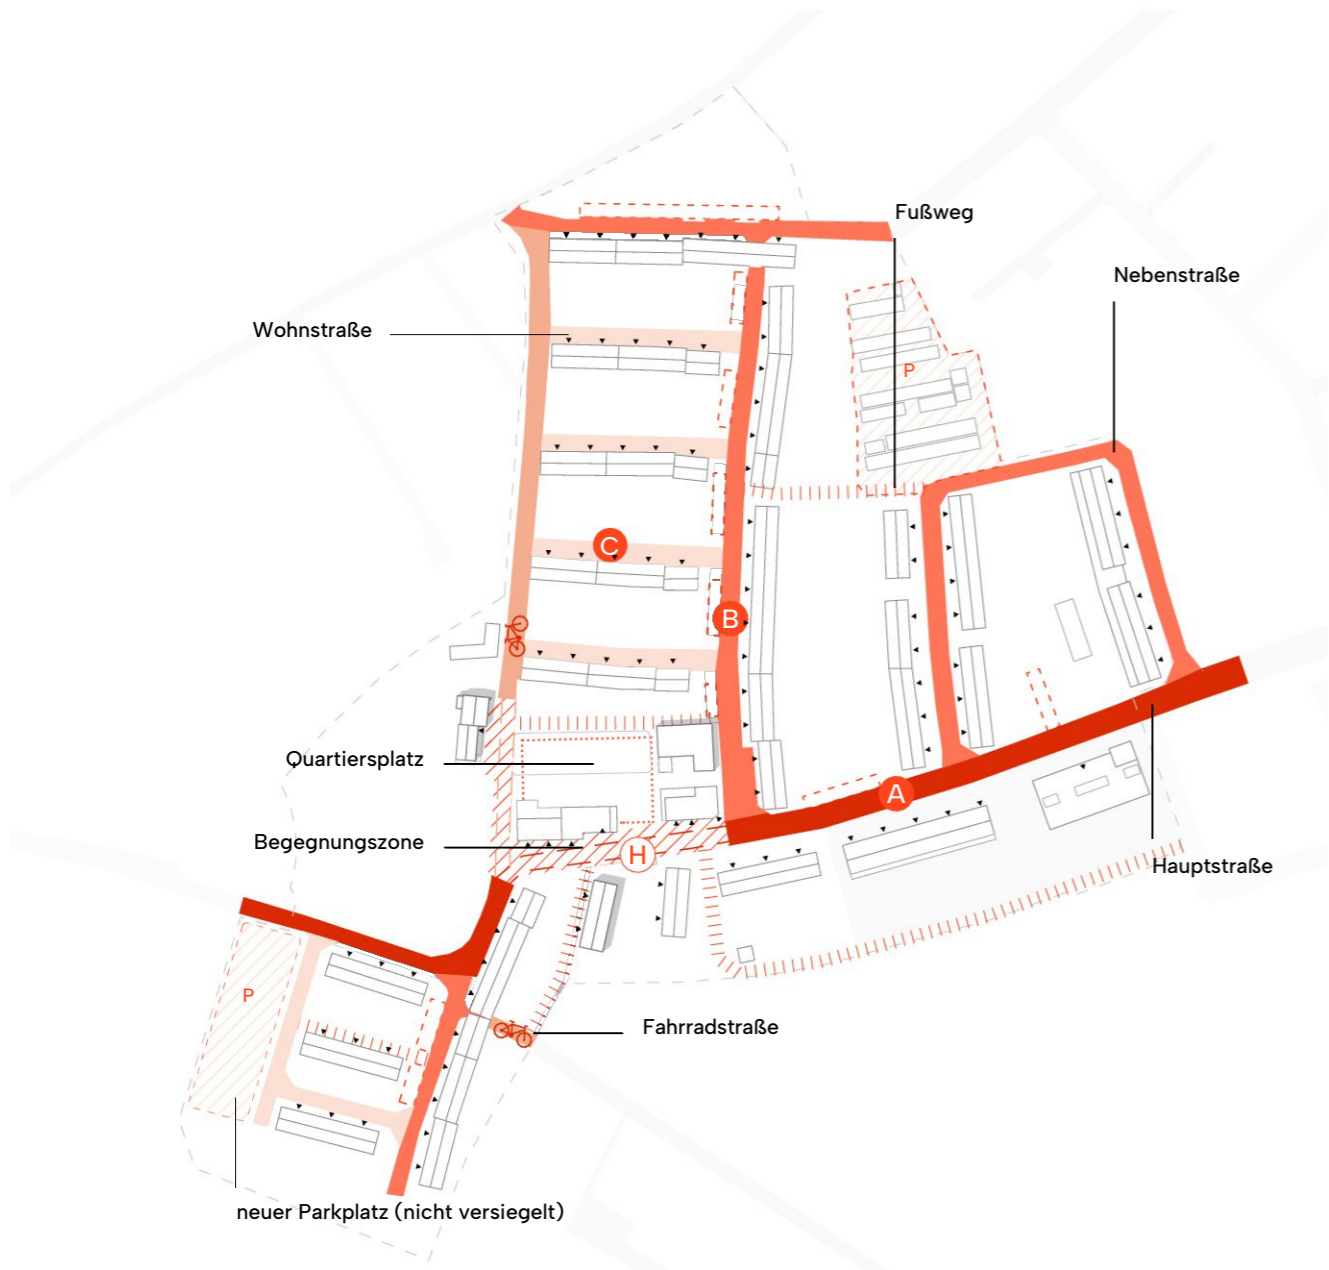 Fußweg
Nebenstraße
Wohnstraße
P
C
B
Quartiersplatz
A
Begegnungszone
H
Hauptstraße
P
Fahrradstraße
neuer Parkplatz (nicht versiegelt)